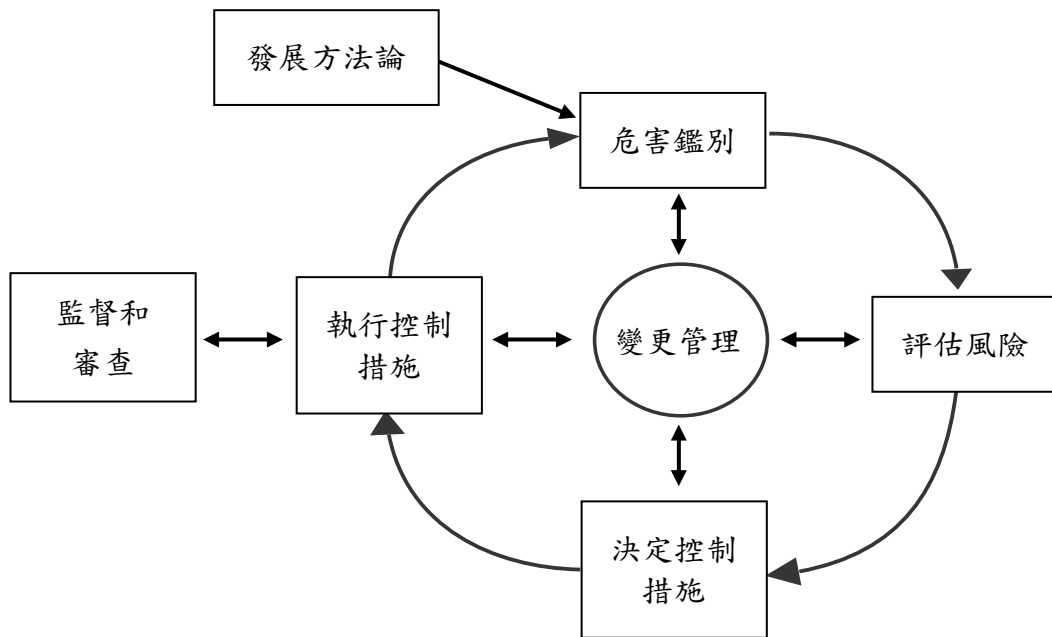 發展方法論
危害鑑別
監督和
審查
執行控制
措施
變更管理
評估風險
決定控制
措施